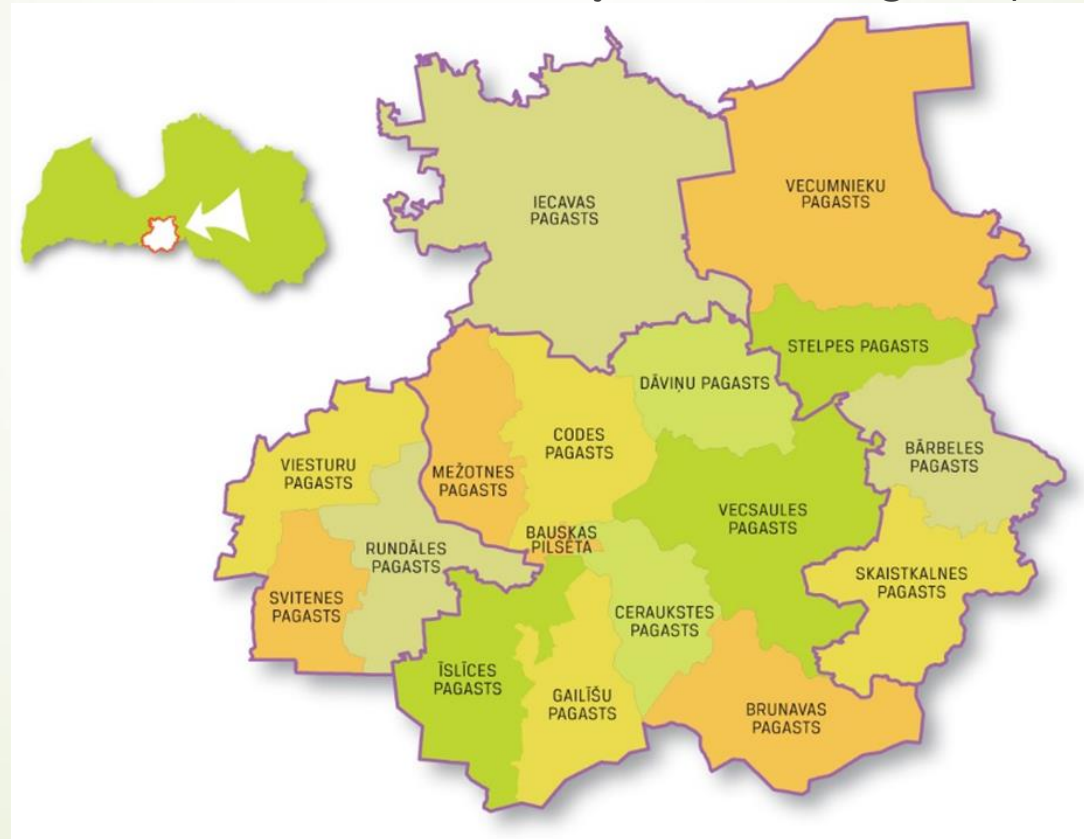 IECAVAS
PAGASTS
VECUMNIEKU
PAGASTS
STELPES PAGASTS
DĀVIŅU PAGASTS
CODES
PAGASTS
BĀRBELES
PAGASTS
VIESTURU
PAGASTS
MEŽOTNES
PAGASTS
VECSAULES
PAGASTS
BAUSKAS
PILSĒTA
RUNDĀLES
PAGASTS
SKAISTKALNES
PAGASTS
SVITENES
PAGASTS
CERAUKSTES
PAGASTS
ĪSLĪCES
PAGASTS
GAILĪŠU
PAGASTS
BRUNAVAS
PAGASTS